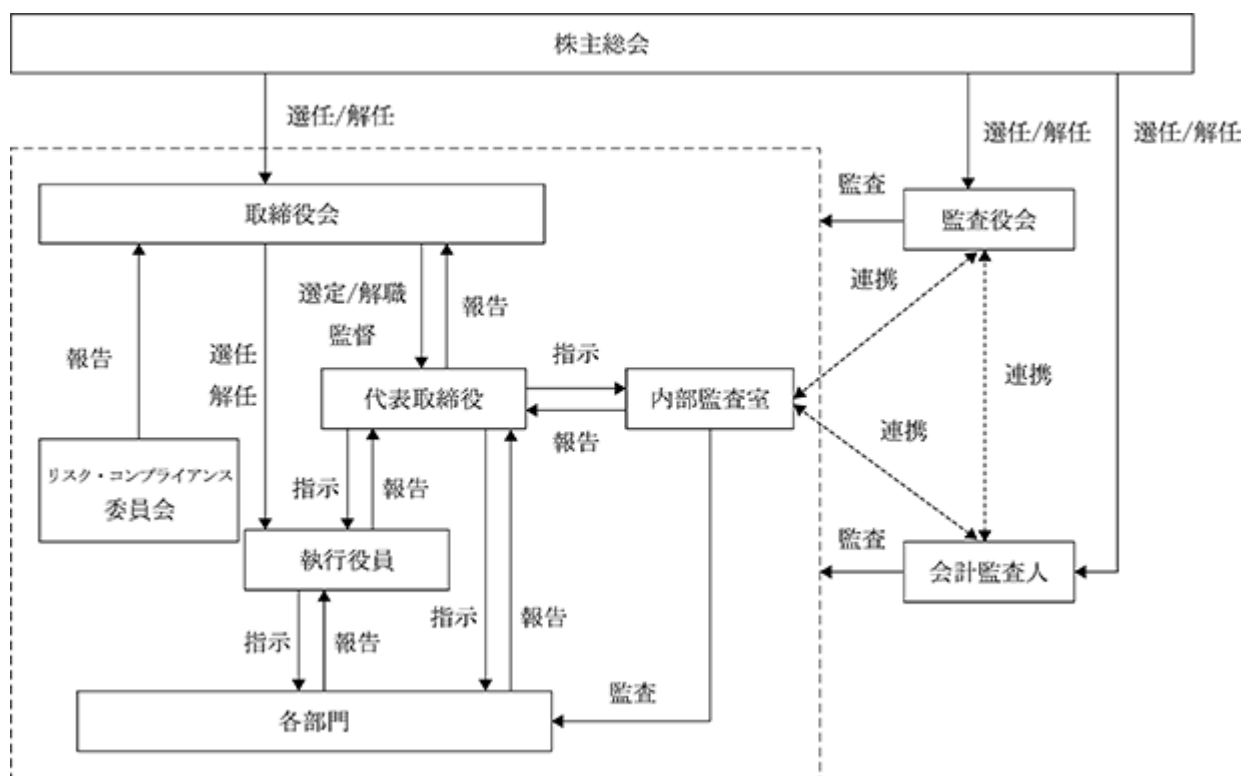 株主総会
選任/解任
選任/解任
選任/解任
取締役会
監査
監査役会
選定/解職
監督
報告
連携
報告
選任
解任
指示
連携
代表取締役
内部監査室
報告
連携
リスク・コンプライアンス
委員会
指示
報告
執行役員
監査
会計監査人
指示
報告
指示
報告
監査
各部門